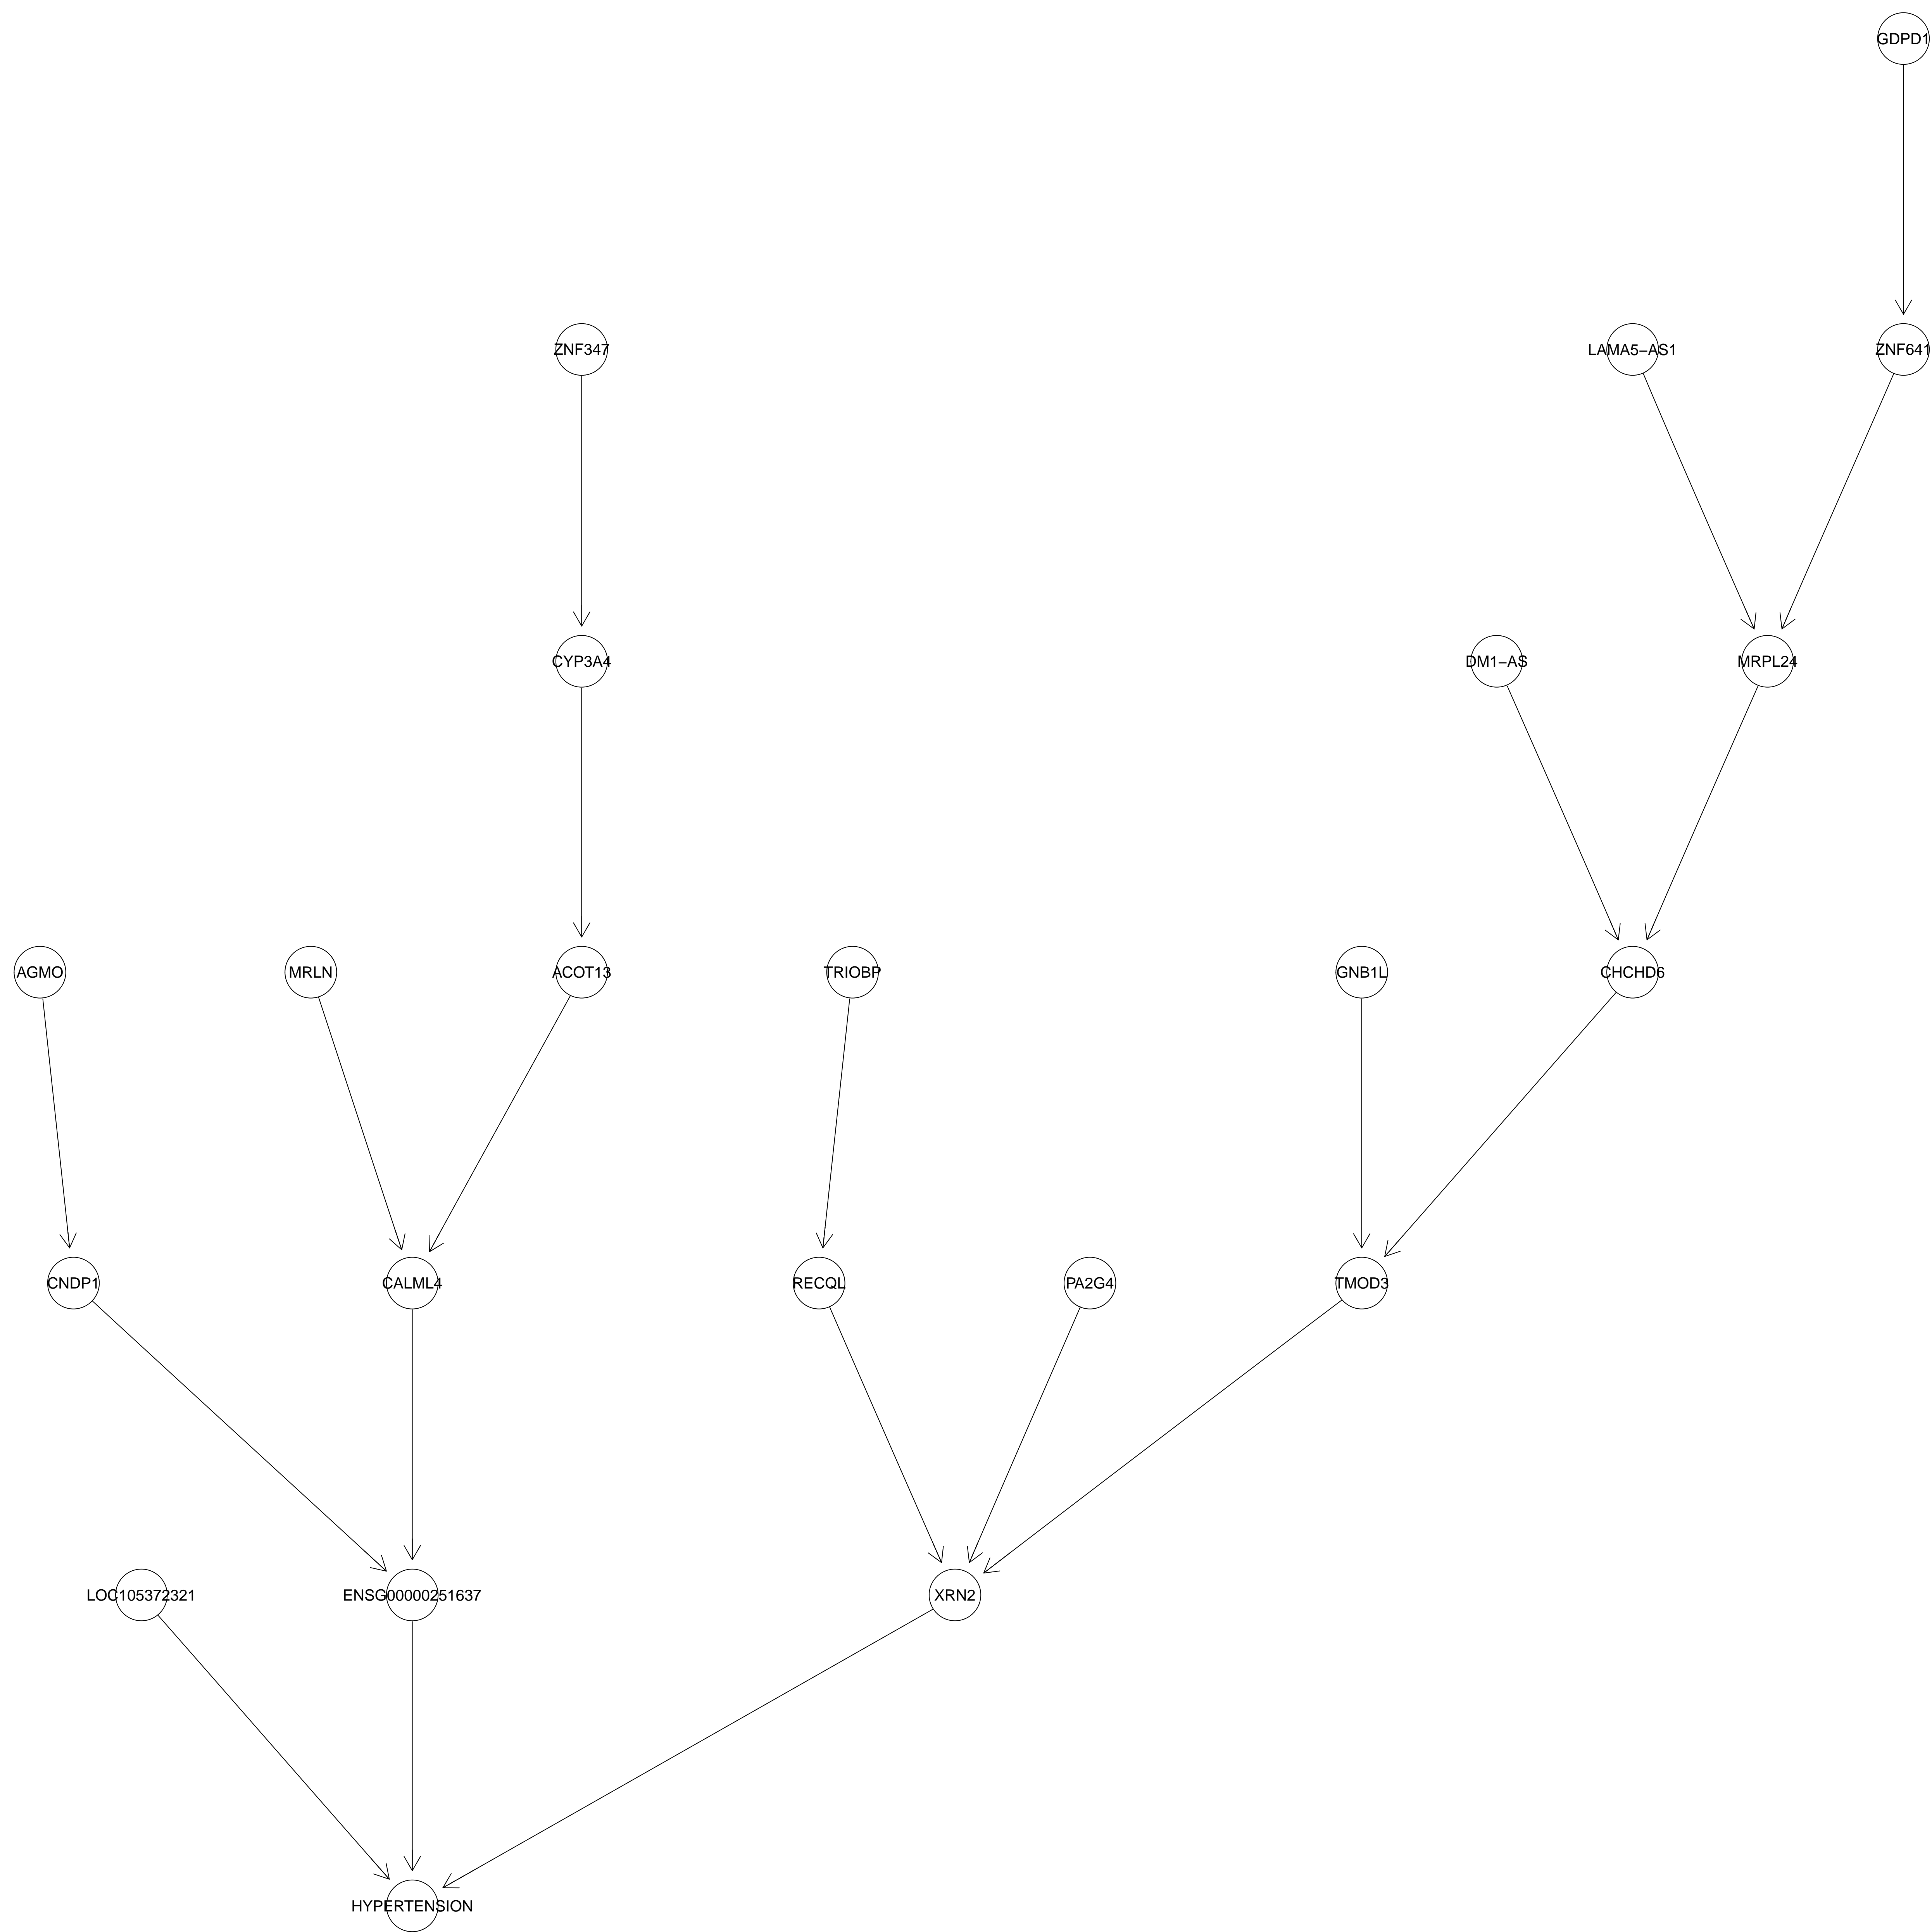 GDPD1
ZNF347
LAMA5−AS1
ZNF641
CYP3A4
DM1−AS
MRPL24
AGMO
MRLN
ACOT13
TRIOBP
GNB1L
CHCHD6
CNDP1
CALML4
RECQL
PA2G4
TMOD3
LOC105372321
ENSG00000251637
XRN2
HYPERTENSION